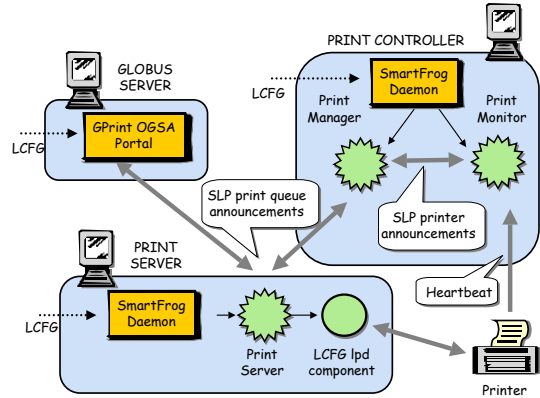 PRINT CONTROLLER
GLOBUS
SERVER
LCFG
SmartFrog
Daemon
Print
Manager
Print
Monitor
LCFG
GPrint OGSA
Portal
SLP print queue
announcements
SLP printer
announcements
PRINT
SERVER
Heartbeat
LCFG
SmartFrog
Daemon
Print
Server
LCFG lpd
component
Printer